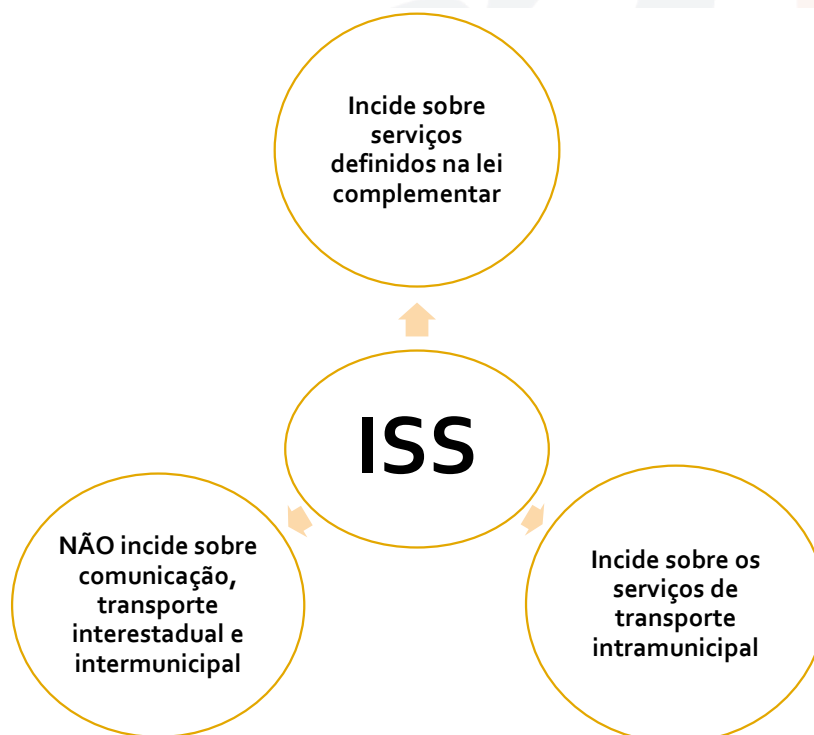 Incide sobre
serviços
definidos na lei
complementar
ISS
NÃO incide sobre
comunicação,
transporte
interestadual e
intermunicipal
Incide sobre os
serviços de
transporte
intramunicipal